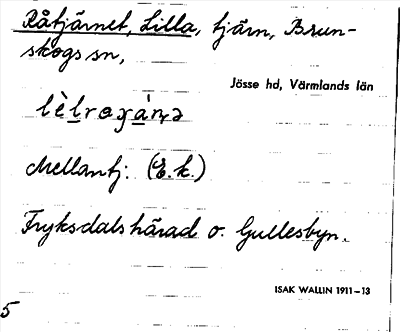 Råtjärnet, Lilla, tjärn, Brun-
skogs sn,
Jösse hd, Värmlands län
Mellantj: (E.k.)
Fryksdals härad o. Gullesbyn.
ISAK WALLIN 1911–13
5